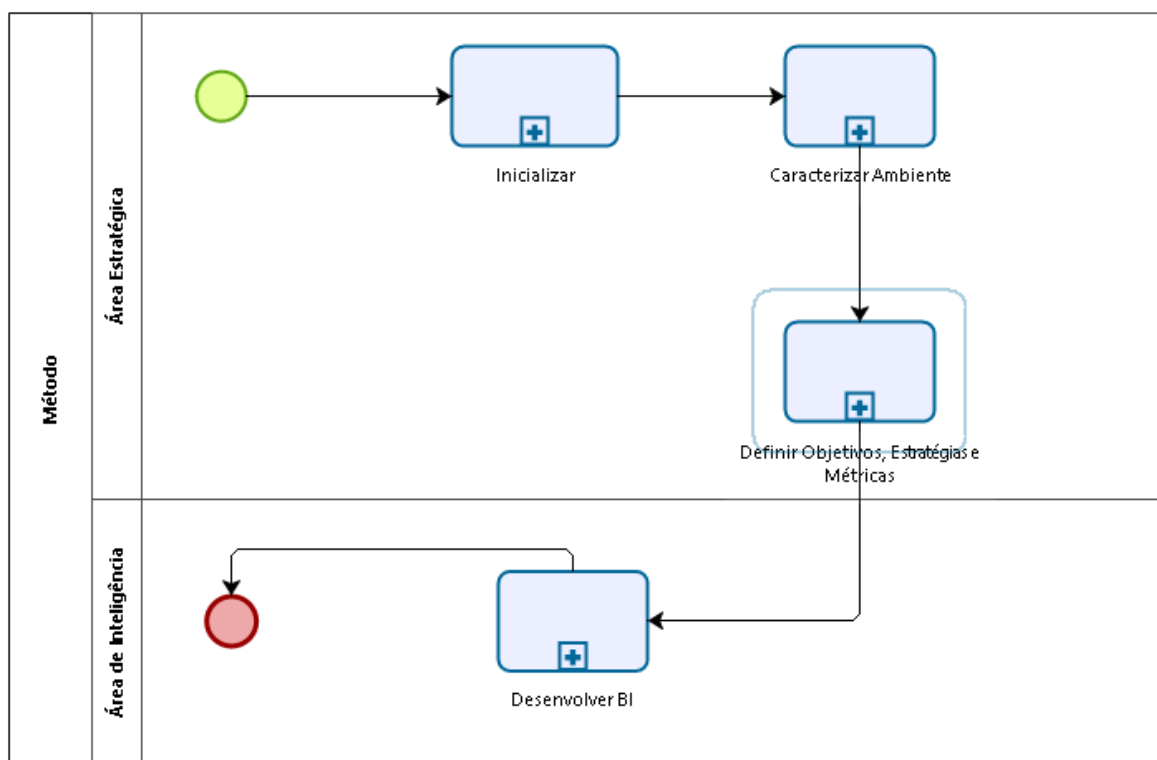 Método
Área Estratégica
Inicializar
Caracterizar Ambiente
Definir Objetivos, Estratégias e
Métricas
Área de Inteligência
Desenvolver BI